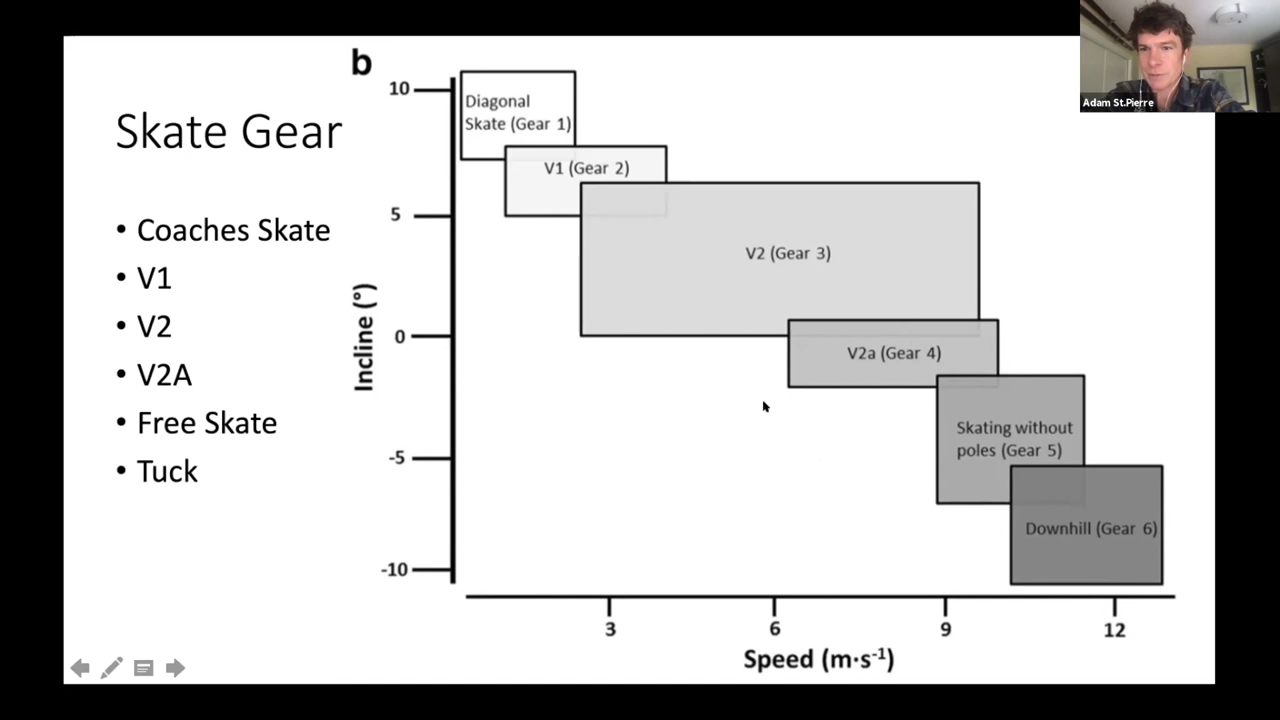 Skate Gear
• Coaches Skate
• V1
• V2
• V2A
• Free Skate
• Tuck
b
10
5
0
-5
-10
Incline (°)
Diagonal
Skate (Gear 1)
V1 (Gear 2)
V2 (Gear 3)
V2a (Gear 4)
Skating without
poles (Gear 5)
Downhill (Gear 6)
3 6 9 12
Speed (m·s-1)
Adam St.Pierre